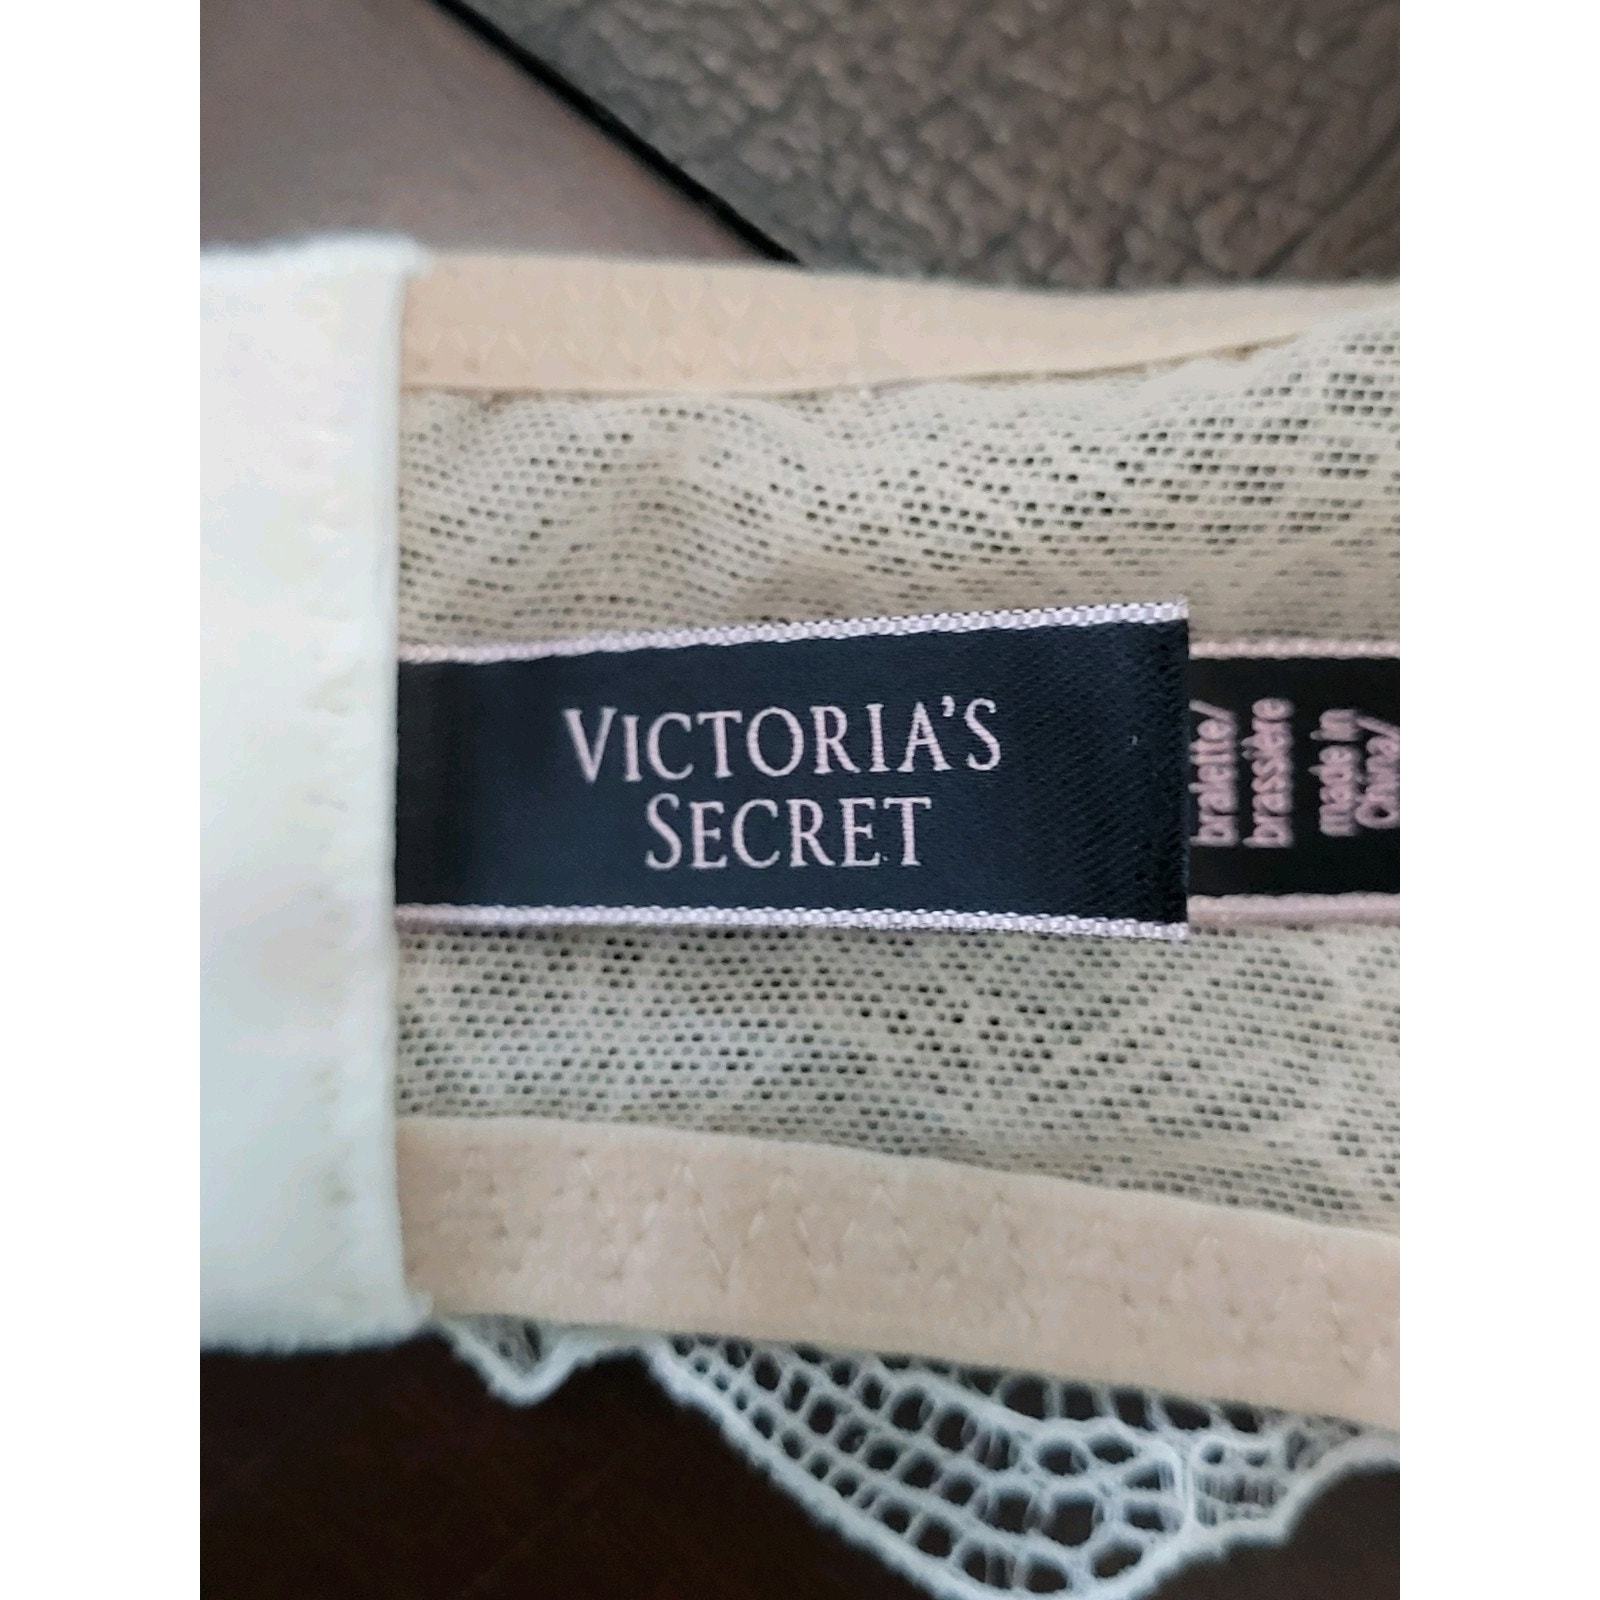 VICTORIA'S
SECRET
bralette/
brassière
made in
China/